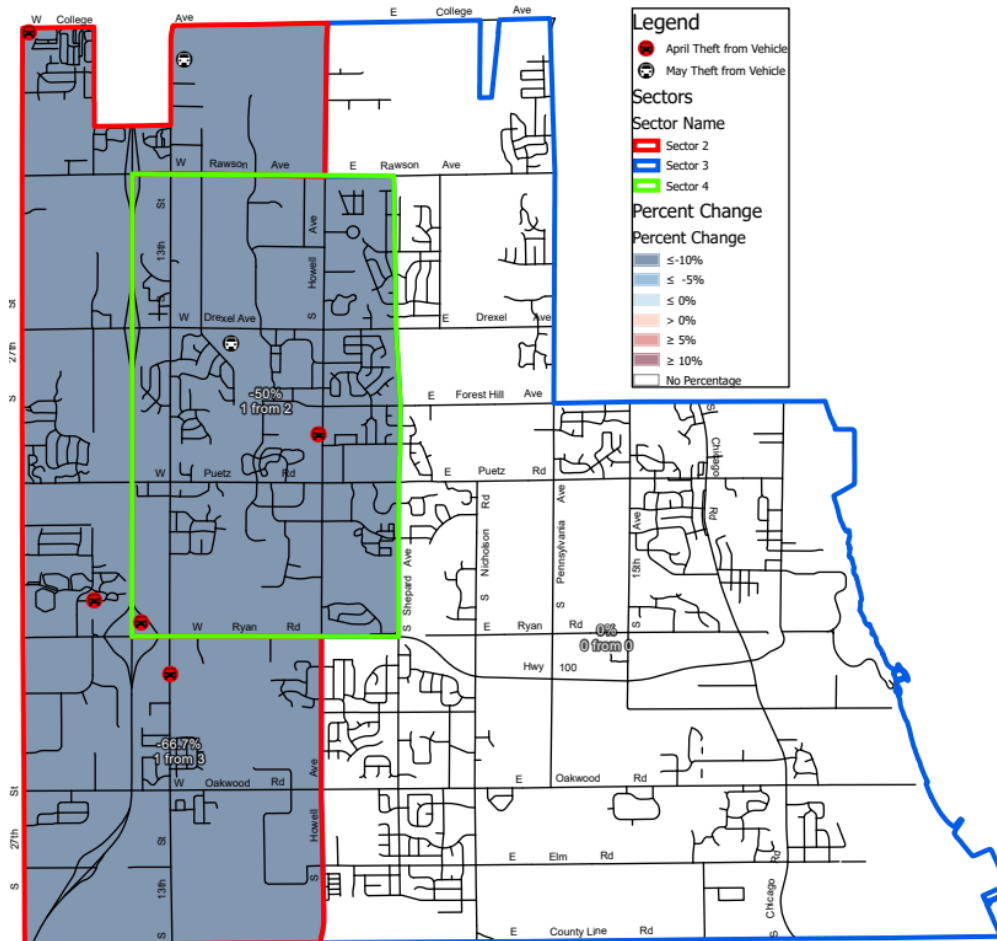 W College Ave
E College Ave
W Rawson Ave
E Rawson Ave
S 13th St
S Howell Ave
W Drexel Ave
E Drexel Ave
S 27th St
-50%
1 from 2
E Forest Hill Ave
S Chicago Rd
W Puetz Rd
E Puetz Rd
S Nicholson Rd
S Pennsylvania Ave
S 15th Ave
S Shepard Ave
W Ryan Rd
E Ryan Rd
0%
0 from 0
Hwy 100
-66.7%
1 from 3
W Oakwood Rd
E Oakwood Rd
S 27th St
S 13th St
S Howell Ave
E Elm Rd
S Chicago Rd
E County Line Rd
Legend
April Theft from Vehicle
May Theft from Vehicle
Sectors
Sector Name
Sector 2
Sector 3
Sector 4
Percent Change
Percent Change
≤-10%
≤ -5%
≤ 0%
> 0%
≥ 5%
≥ 10%
No Percentage